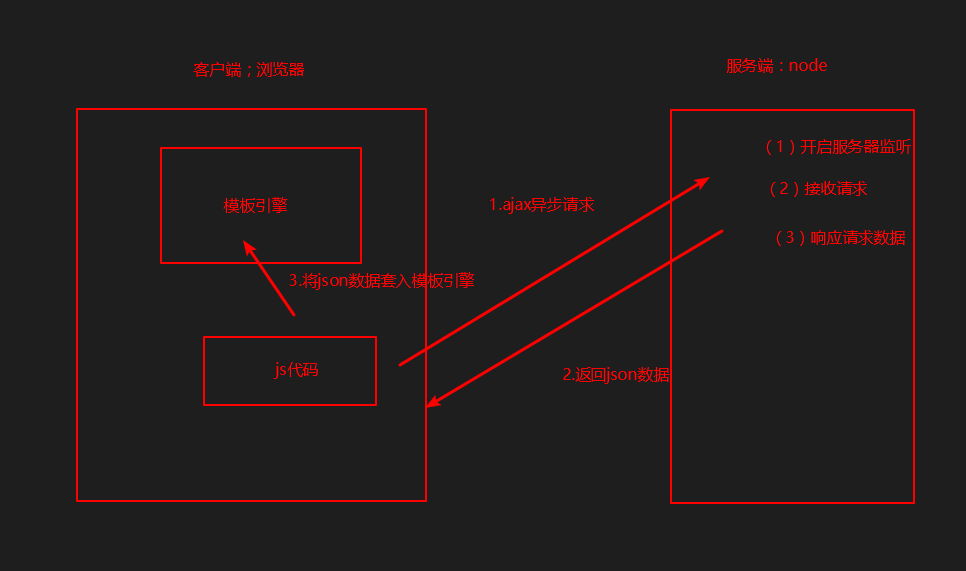 客户端；浏览器
服务端：node
（1）开启服务器监听
（2）接收请求
（3）响应请求数据
模板引擎
1.ajax异步请求
3.将json数据套入模板引擎
js代码
2.返回json数据